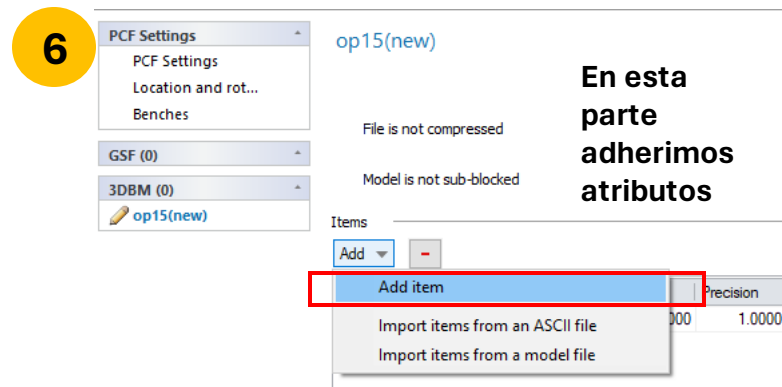 6
PCF Settings
PCF Settings
Location and rot...
Benches
GSF (0)
3DBM (0)
op15(new)
op15(new)
File is not compressed
Model is not sub-blocked
En esta
parte
adherimos
atributos
Items
Add
Add item
Import items from an ASCII file
Import items from a model file
Precision
000 1.0000